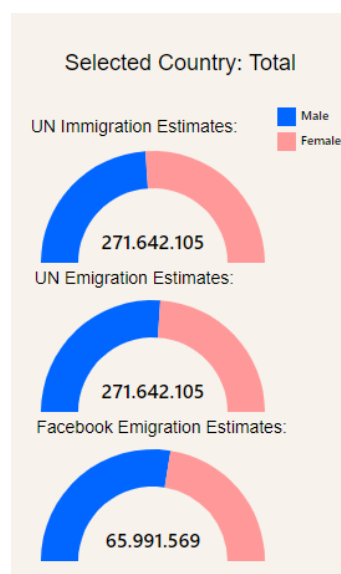 Selected Country: Total
Male
UN Immigration Estimates:
Female
271.642.105
UN Emigration Estimates:
271.642.105
Facebook Emigration Estimates:
65.991.569